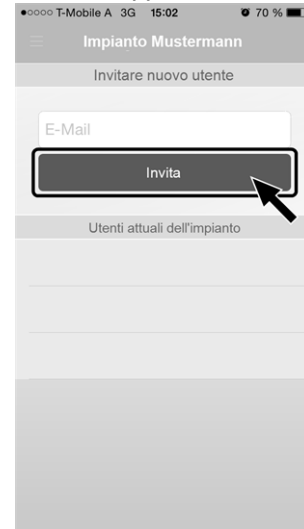 ●○○○○ T-Mobile A 3G 15:02 70 %
Impianto Mustermann
Invitare nuovo utente
E-Mail
Invita
Utenti attuali dell'impianto